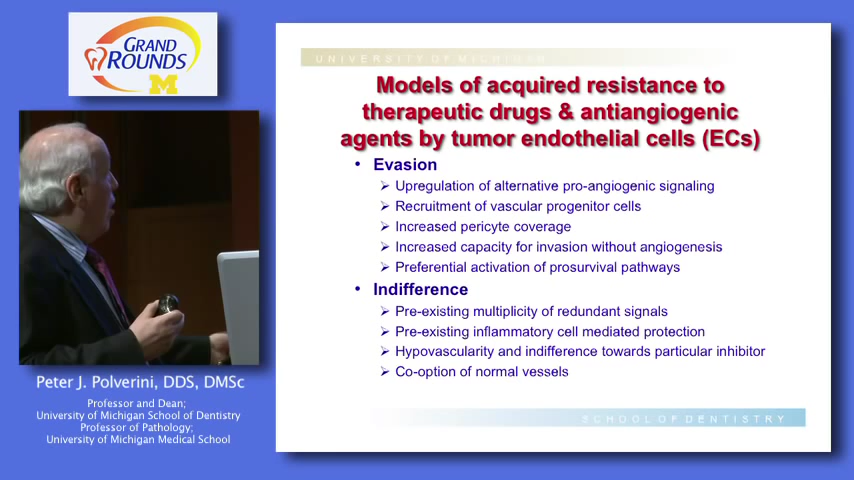 GRAND
ROUNDS
M
UNIVERSITY OF MICHIGAN
Models of acquired resistance to
therapeutic drugs & antiangiogenic
agents by tumor endothelial cells (ECs)
• Evasion
➢ Upregulation of alternative pro-angiogenic signaling
➢ Recruitment of vascular progenitor cells
➢ Increased pericyte coverage
➢ Increased capacity for invasion without angiogenesis
➢ Preferential activation of prosurvival pathways
• Indifference
➢ Pre-existing multiplicity of redundant signals
➢ Pre-existing inflammatory cell mediated protection
➢ Hypovascularity and indifference towards particular inhibitor
➢ Co-option of normal vessels
SCHOOL OF DENTISTRY
Peter J. Polverini, DDS, DMSc
Professor and Dean;
University of Michigan School of Dentistry
Professor of Pathology;
University of Michigan Medical School